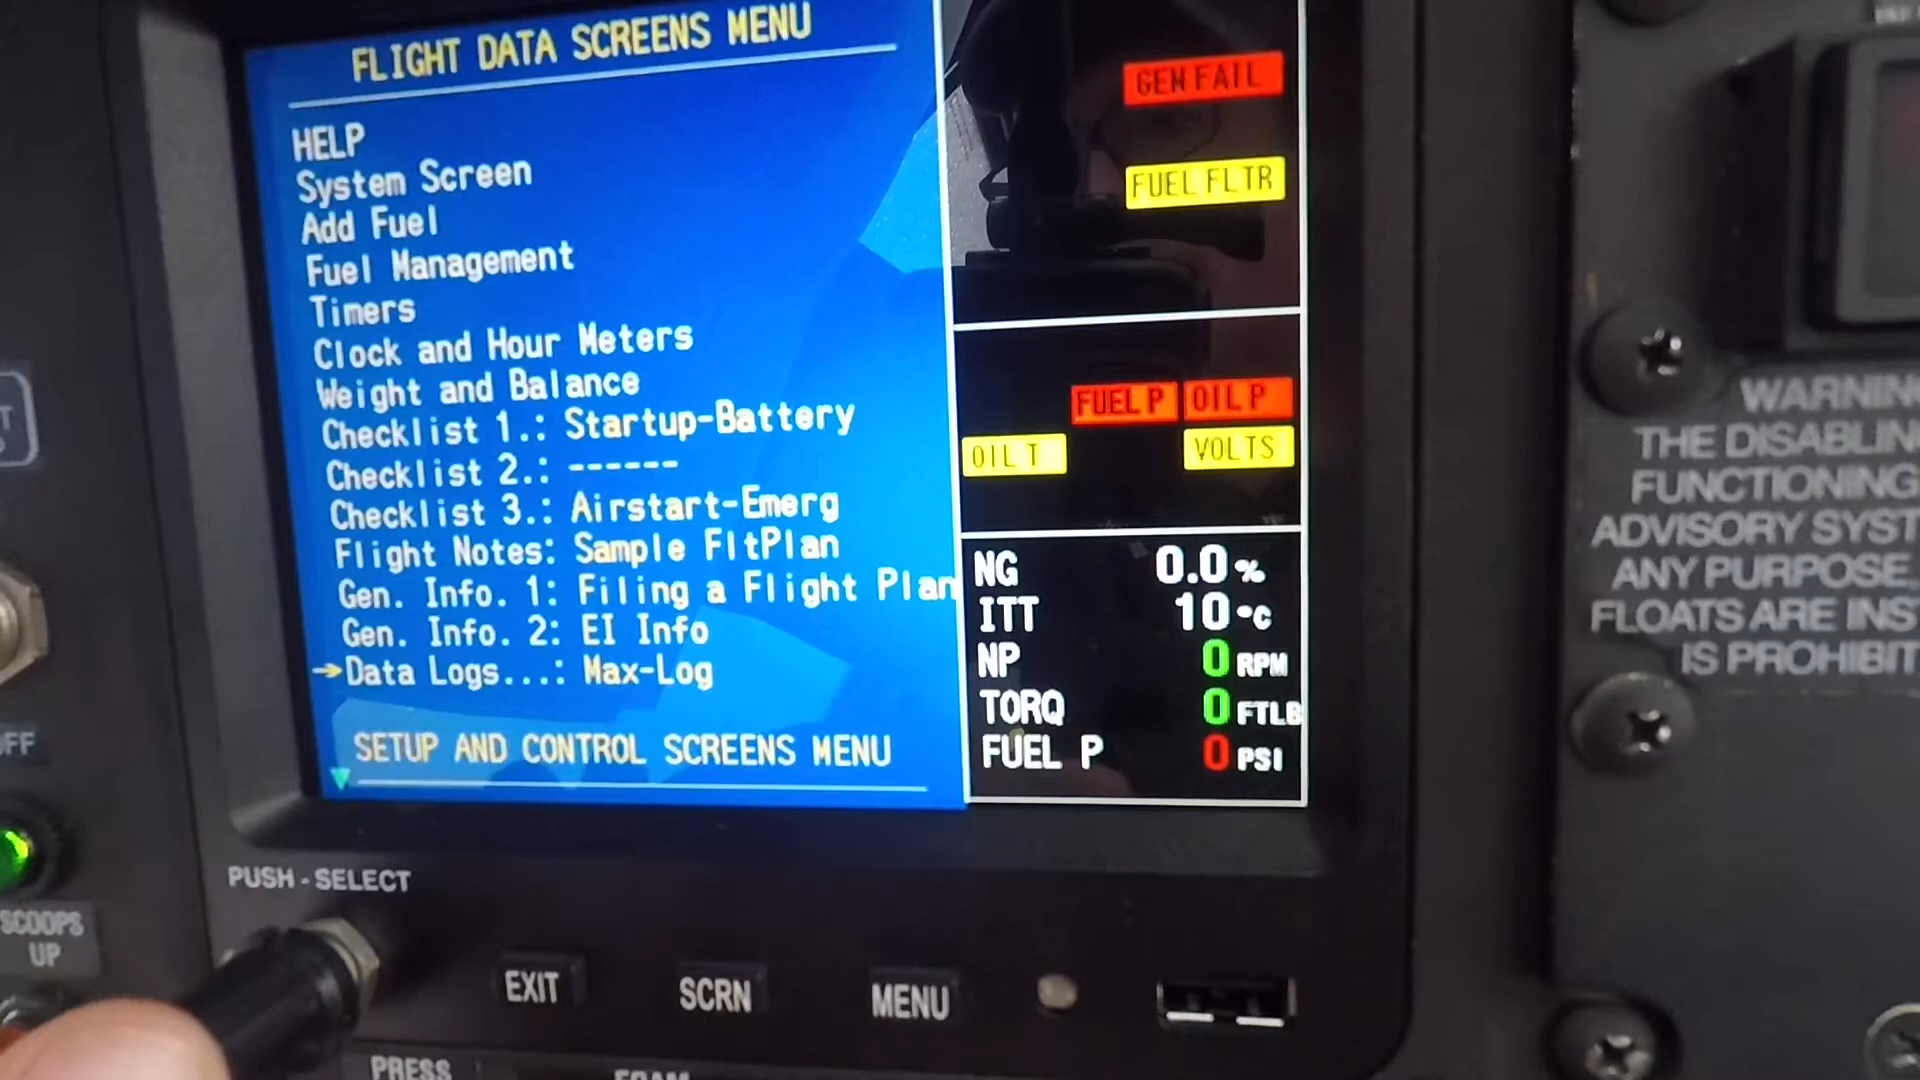 FLIGHT DATA SCREENS MENU
HELP
System Screen
Add Fuel
Fuel Management
Timers
Clock and Hour Meters
Weight and Balance
Checklist 1.: Startup-Battery
Checklist 2.: ------
Checklist 3.: Airstart-Emerg
Flight Notes: Sample FltPlan
Gen. Info. 1: Filing a Flight Plan
Gen. Info. 2: EI Info
→Data Logs...: Max-Log
SETUP AND CONTROL SCREENS MENU
GEN FAIL
FUEL FLTR
FUEL P OIL P
OIL T VOLTS
NG 0.0 %
ITT 10 °C
NP 0 RPM
TORQ 0 FTLB
FUEL P 0 PSI
PUSH - SELECT
EXIT SCRN MENU
SCOOPS
UP
PRESS
WARNIN
THE DISABLIN
FUNCTIONING
ADVISORY SYST
ANY PURPOSE,
FLOATS ARE INS
IS PROHIBIT